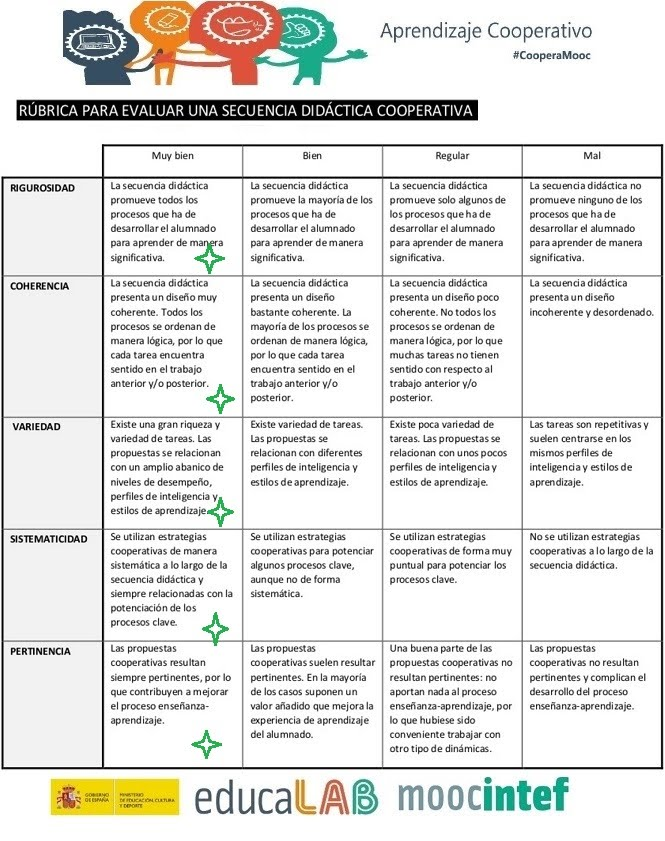 Aprendizaje Cooperativo
#CooperaMooc
RÚBRICA PARA EVALUAR UNA SECUENCIA DIDÁCTICA COOPERATIVA
Muy bien
Bien
Regular
Mal
RIGUROSIDAD
La secuencia didáctica
promueve todos los
procesos que ha de
desarrollar el alumnado
para aprender de manera
significativa.
La secuencia didáctica
promueve la mayoría de los
procesos que ha de
desarrollar el alumnado
para aprender de manera
significativa.
La secuencia didáctica
promueve solo algunos de
los procesos que ha de
desarrollar el alumnado
para aprender de manera
significativa.
La secuencia didáctica no
promueve ninguno de los
procesos que ha de
desarrollar el alumnado
para aprender de manera
significativa.
COHERENCIA
La secuencia didáctica
presenta un diseño muy
coherente. Todos los
procesos se ordenan de
manera lógica, por lo que
cada tarea encuentra
sentido en el trabajo
anterior y/o posterior.
La secuencia didáctica
presenta un diseño
bastante coherente. La
mayoría de los procesos se
ordenan de manera lógica,
por lo que cada tarea
encuentra sentido en el
trabajo anterior y/o
posterior.
La secuencia didáctica
presenta un diseño poco
coherente. No todos los
procesos se ordenan de
manera lógica, por lo que
muchas tareas no tienen
sentido con respecto al
trabajo anterior y/o
posterior.
La secuencia didáctica
presenta un diseño
incoherente y desordenado.
VARIEDAD
Existe una gran riqueza y
variedad de tareas. Las
propuestas se relacionan
con un amplio abanico de
niveles de desempeño,
perfiles de inteligencia y
estilos de aprendizaje.
Existe variedad de tareas.
Las propuestas se
relacionan con diferentes
perfiles de inteligencia y
estilos de aprendizaje.
Existe poca variedad de
tareas. Las propuestas se
relacionan con unos pocos
perfiles de inteligencia y
estilos de aprendizaje.
Las tareas son repetitivas y
suelen centrarse en los
mismos perfiles de
inteligencia y estilos de
aprendizaje.
SISTEMATICIDAD
Se utilizan estrategias
cooperativas de manera
sistemática a lo largo de la
secuencia didáctica y
siempre relacionadas con la
potenciación de los
procesos clave.
Se utilizan estrategias
cooperativas para potenciar
algunos procesos clave,
aunque no de forma
sistemática.
Se utilizan estrategias
cooperativas de forma muy
puntual para potenciar los
procesos clave.
No se utilizan estrategias
cooperativas a lo largo de la
secuencia didáctica.
PERTINENCIA
Las propuestas
cooperativas resultan
siempre pertinentes, por lo
que contribuyen a mejorar
el proceso enseñanza-
aprendizaje.
Las propuestas
cooperativas suelen resultar
pertinentes. En la mayoría
de los casos suponen un
valor añadido que mejora la
experiencia de aprendizaje
del alumnado.
Una buena parte de las
propuestas cooperativas no
resultan pertinentes: no
aportan nada al proceso
enseñanza-aprendizaje, por
lo que hubiese sido
conveniente trabajar con
otro tipo de dinámicas.
Las propuestas
cooperativas no resultan
pertinentes y complican el
desarrollo del proceso
enseñanza-aprendizaje.
GOBIERNO
DE ESPAÑA
MINISTERIO
DE EDUCACIÓN, CULTURA
Y DEPORTE
educaLAB
moocintef